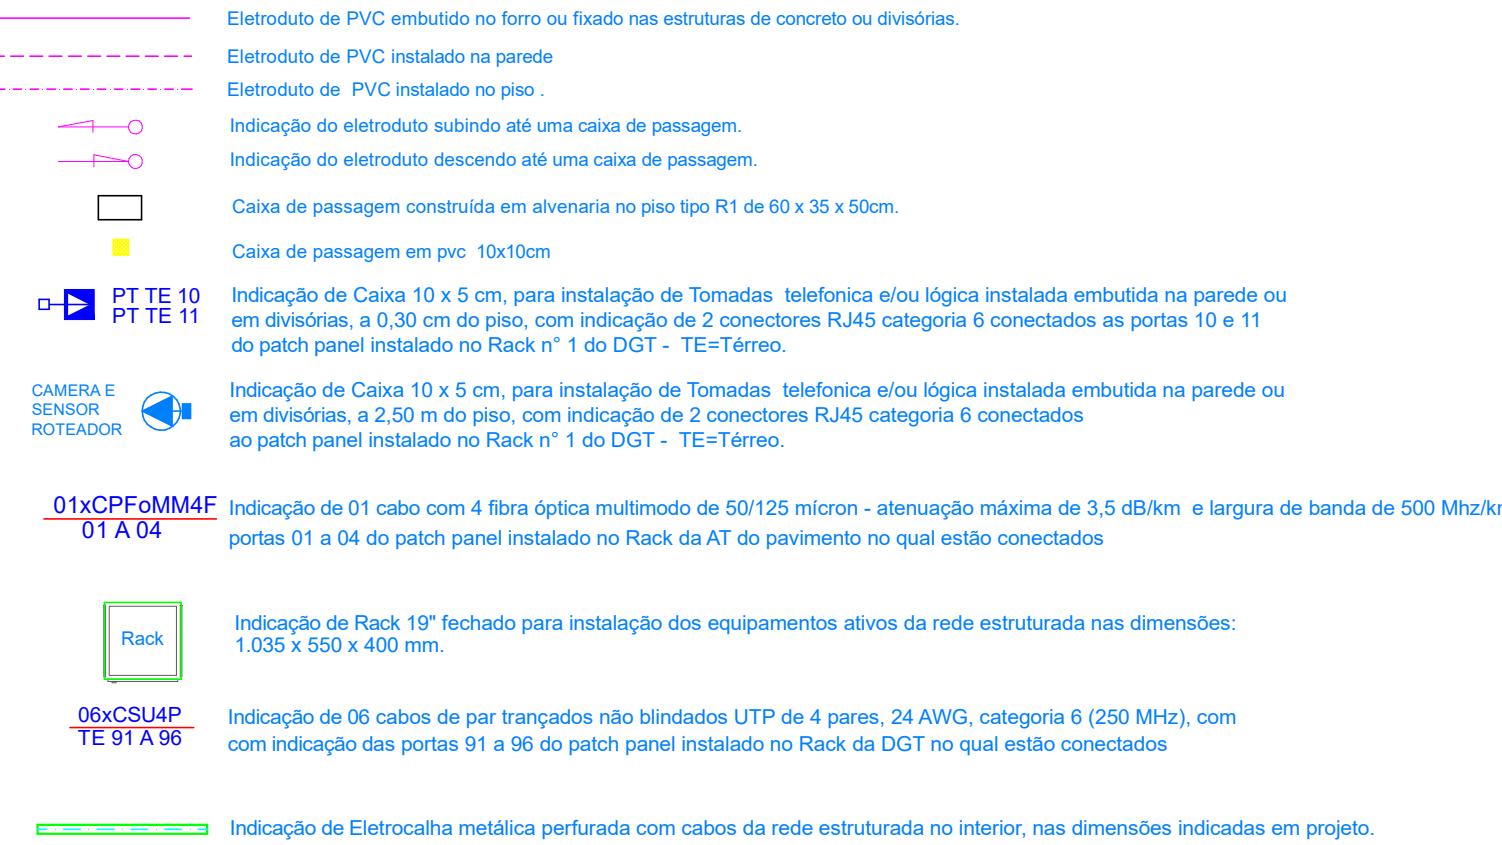 Eletroduto de PVC embutido no forro ou fixado nas estruturas de concreto ou divisórias.
Eletroduto de PVC instalado na parede
Eletroduto de PVC instalado no piso .
Indicação do eletroduto subindo até uma caixa de passagem.
Indicação do eletroduto descendo até uma caixa de passagem.
Caixa de passagem construída em alvenaria no piso tipo R1 de 60 x 35 x 50cm.
Caixa de passagem em pvc 10x10cm
PT TE 10
PT TE 11
Indicação de Caixa 10 x 5 cm, para instalação de Tomadas telefonica e/ou lógica instalada embutida na parede ou
em divisórias, a 0,30 cm do piso, com indicação de 2 conectores RJ45 categoria 6 conectados as portas 10 e 11
do patch panel instalado no Rack n° 1 do DGT - TE=Térreo.
CAMERA E
SENSOR
ROTEADOR
Indicação de Caixa 10 x 5 cm, para instalação de Tomadas telefonica e/ou lógica instalada embutida na parede ou
em divisórias, a 2,50 m do piso, com indicação de 2 conectores RJ45 categoria 6 conectados
ao patch panel instalado no Rack n° 1 do DGT - TE=Térreo.
01xCPFoMM4F
01 A 04
Indicação de 01 cabo com 4 fibra óptica multimodo de 50/125 mícron - atenuação máxima de 3,5 dB/km e largura de banda de 500 Mhz/k
portas 01 a 04 do patch panel instalado no Rack da AT do pavimento no qual estão conectados
Rack
Indicação de Rack 19" fechado para instalação dos equipamentos ativos da rede estruturada nas dimensões:
1.035 x 550 x 400 mm.
06xCSU4P
TE 91 A 96
Indicação de 06 cabos de par trançados não blindados UTP de 4 pares, 24 AWG, categoria 6 (250 MHz), com
com indicação das portas 91 a 96 do patch panel instalado no Rack da DGT no qual estão conectados
Indicação de Eletrocalha metálica perfurada com cabos da rede estruturada no interior, nas dimensões indicadas em projeto.